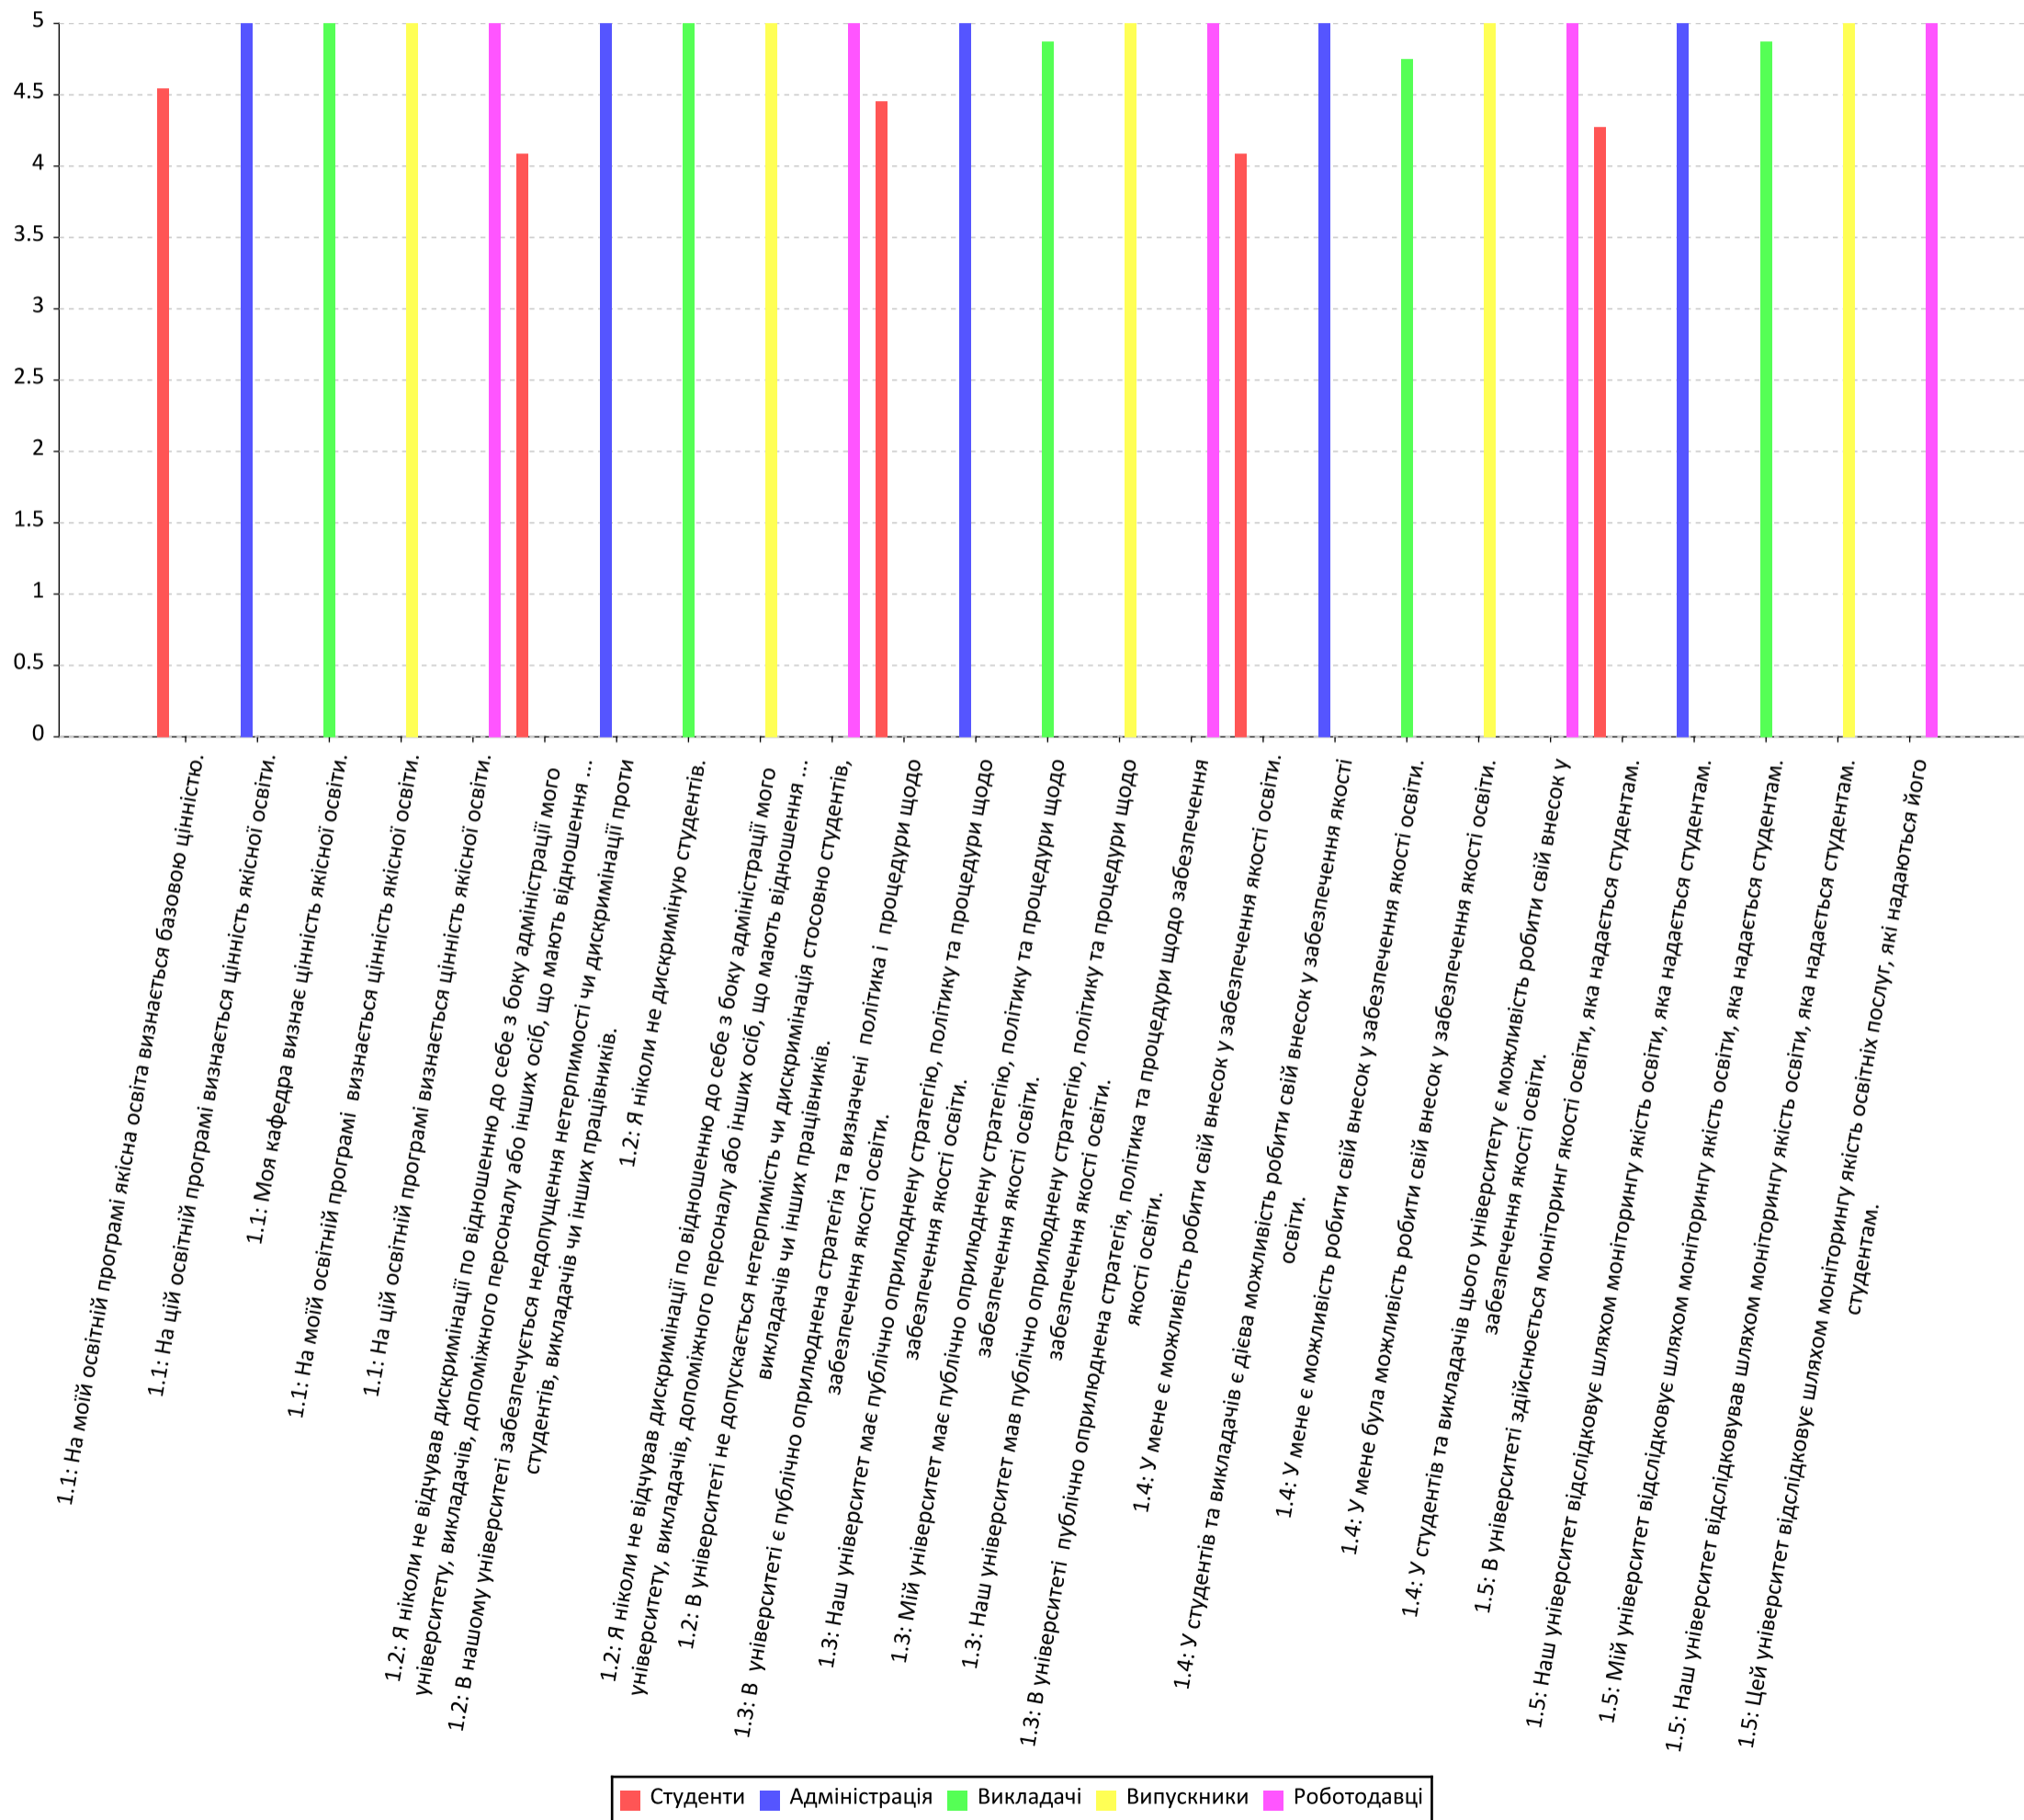 5
4.5
4
3.5
3
2.5
2
1.5
1
0.5
0
1.1: На моїй освітній програмі якісна освіта визнається базовою цінністю.
1.1: На цій освітній програмі визнається цінність якісної освіти.
1.1: Моя кафедра визнає цінність якісної освіти.
1.1: На моїй освітній програмі визнається цінність якісної освіти.
1.1: На цій освітній програмі визнається цінність якісної освіти.
1.2: Я ніколи не відчував дискримінації по відношенню до себе з боку адміністрації мого
університету, викладачів, допоміжного персоналу або інших осіб, що мають відношення ...
1.2: В нашому університеті забезпечується недопущення нетерпимості чи дискримінації проти
студентів, викладачів чи інших працівників.
1.2: Я ніколи не дискриміную студентів.
1.2: Я ніколи не відчував дискримінації по відношенню до себе з боку адміністрації мого
університету, викладачів, допоміжного персоналу або інших осіб, що мають відношення ...
1.2: В університеті не допускається нетерпимість чи дискримінація стосовно студентів,
викладачів чи інших працівників.
1.3: В університеті є публічно оприлюднена стратегія та визначені політика і процедури щодо
забезпечення якості освіти.
1.3: Наш університет має публічно оприлюднену стратегію, політику та процедури щодо
забезпечення якості освіти.
1.3: Мій університет має публічно оприлюднену стратегію, політику та процедури щодо
забезпечення якості освіти.
1.3: Наш університет мав публічно оприлюднену стратегію, політику та процедури щодо
забезпечення якості освіти.
1.3: В університеті публічно оприлюднена стратегія, політика та процедури щодо забезпечення
якості освіти.
1.4: У мене є можливість робити свій внесок у забезпечення якості освіти.
1.4: У студентів та викладачів є дієва можливість робити свій внесок у забезпечення якості
освіти.
1.4: У мене є можливість робити свій внесок у забезпечення якості освіти.
1.4: У мене була можливість робити свій внесок у забезпечення якості освіти.
1.4: У студентів та викладачів цього університету є можливість робити свій внесок у
забезпечення якості освіти.
1.5: В університеті здійснюється моніторинг якості освіти, яка надається студентам.
1.5: Наш університет відслідковує шляхом моніторингу якість освіти, яка надається студентам.
1.5: Мій університет відслідковує шляхом моніторингу якість освіти, яка надається студентам.
1.5: Наш університет відслідковував шляхом моніторингу якість освіти, яка надається студентам.
1.5: Цей університет відслідковує шляхом моніторингу якість освітніх послуг, які надаються його
студентам.
Студенти Адміністрація Викладачі Випускники Роботодавці